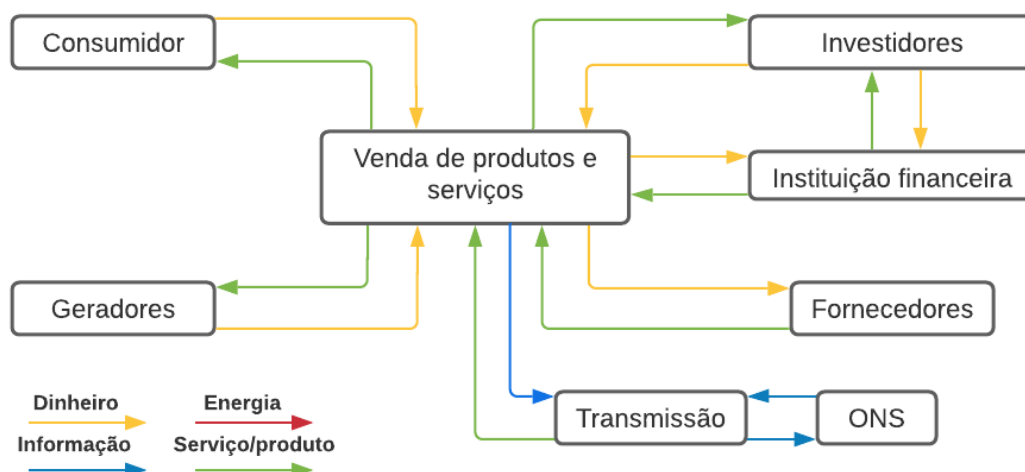 Consumidor
Investidores
Venda de produtos e
serviços
Instituição financeira
Geradores
Fornecedores
Transmissão
ONS
Dinheiro
Energia
Informação
Serviço/produto